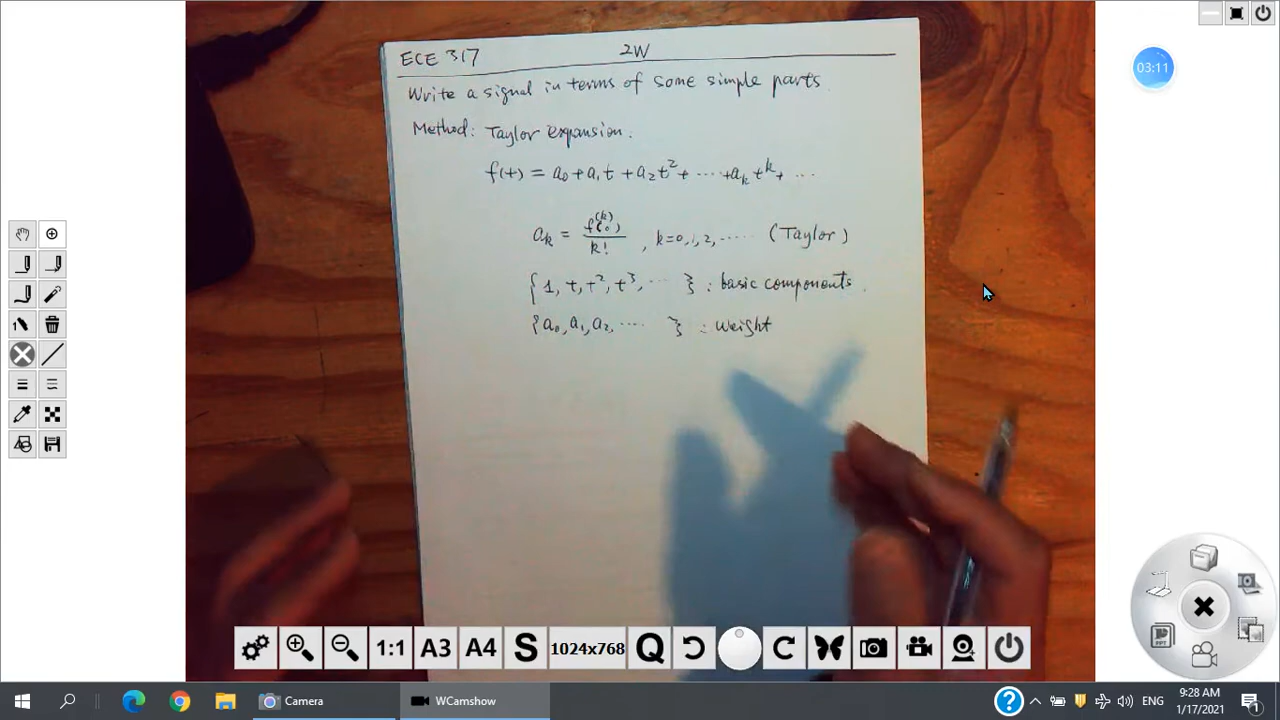 03:11
ECE 317 2W
Write a signal in terms of some simple parts.
Method: Taylor expansion.
f(t) = a₀ + a₁t + a₂t² + ⋯ + aₖtᵏ + ⋯
aₖ = f⁽ᵏ⁾(0) / k! , k=0,1,2,⋯⋯ (Taylor)
{1, t, t², t³, ⋯ } : basic components.
{a₀, a₁, a₂, ⋯⋯ } : Weight
1:1 A3 A4 S 1024x768 Q
PPT
Camera WCamshow ? ENG 9:28 AM
1/17/2021 1